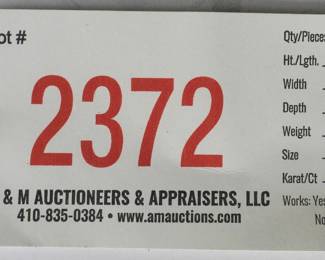 ot #
2372
& M AUCTIONEERS & APPRAISERS, LLC
410-835-0384 • www.amauctions.com
Qty/Pieces
Ht./Lgth.
Width
Depth
Weight
Size
Karat/Ct
Works: Yes
No